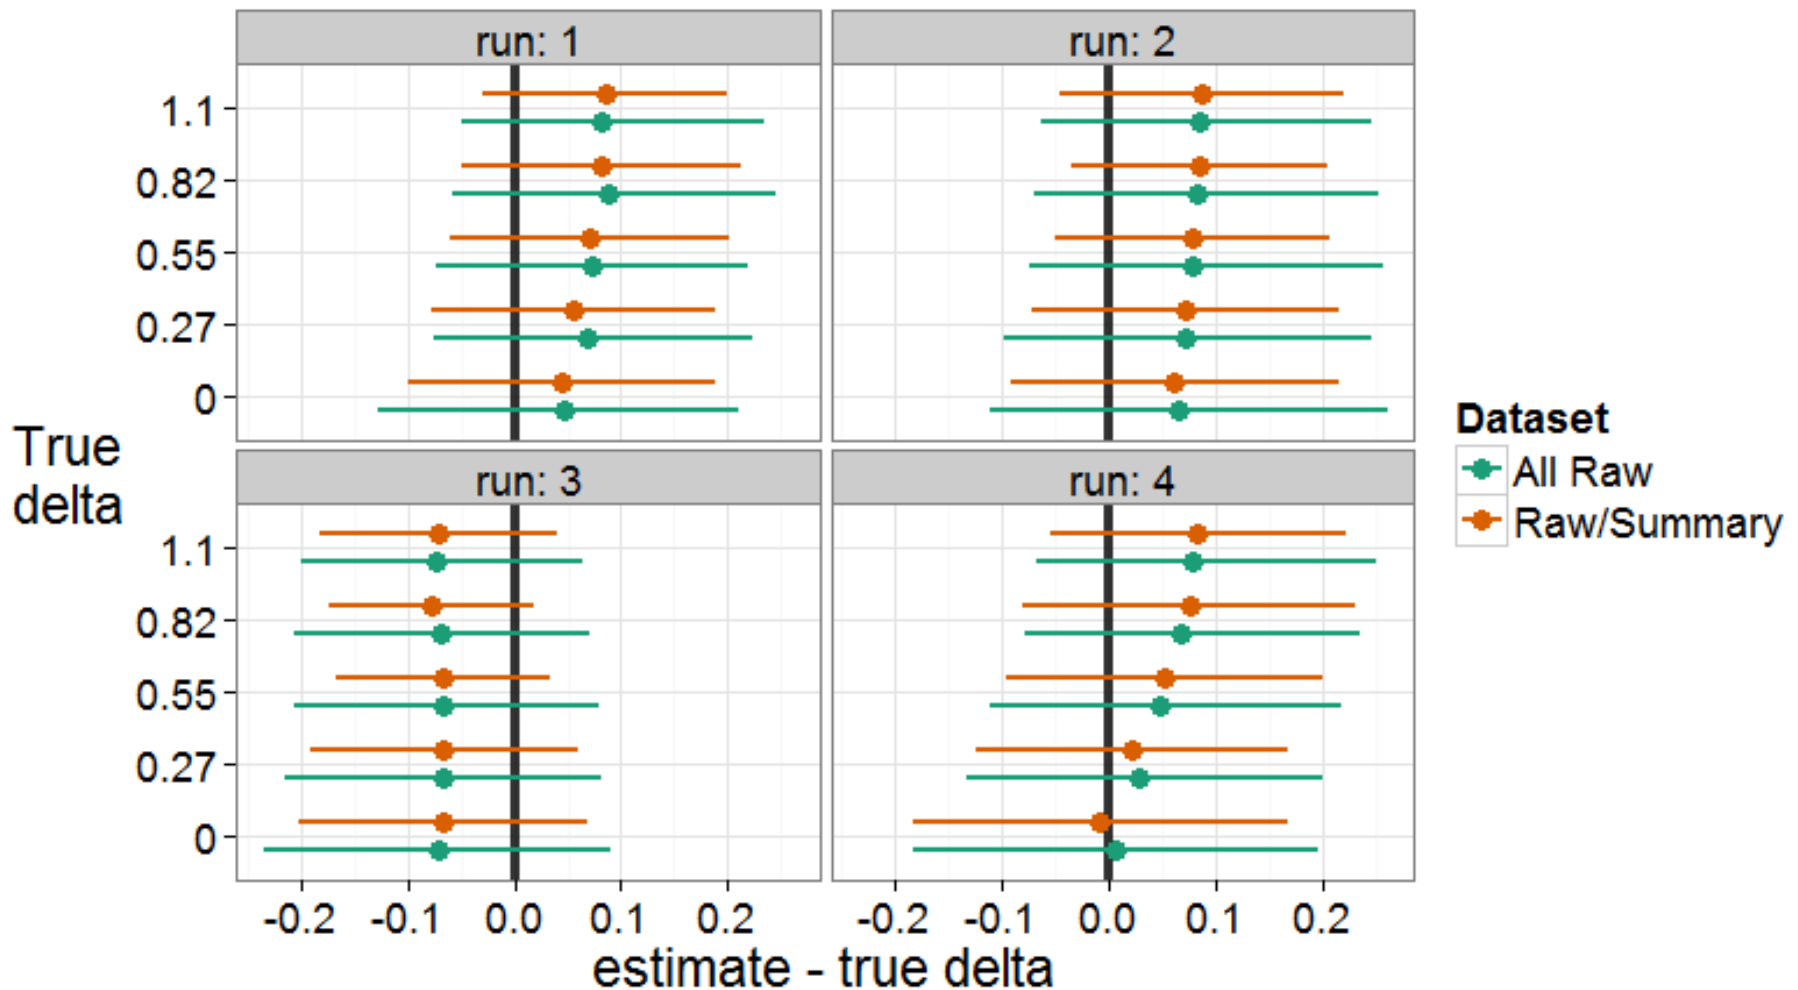 run: 1
run: 2
1.1
0.82
0.55
0.27
0
True
delta
run: 3
run: 4
1.1
0.82
0.55
0.27
0
-0.2 -0.1 0.0 0.1 0.2
-0.2 -0.1 0.0 0.1 0.2
estimate - true delta
Dataset
All Raw
Raw/Summary